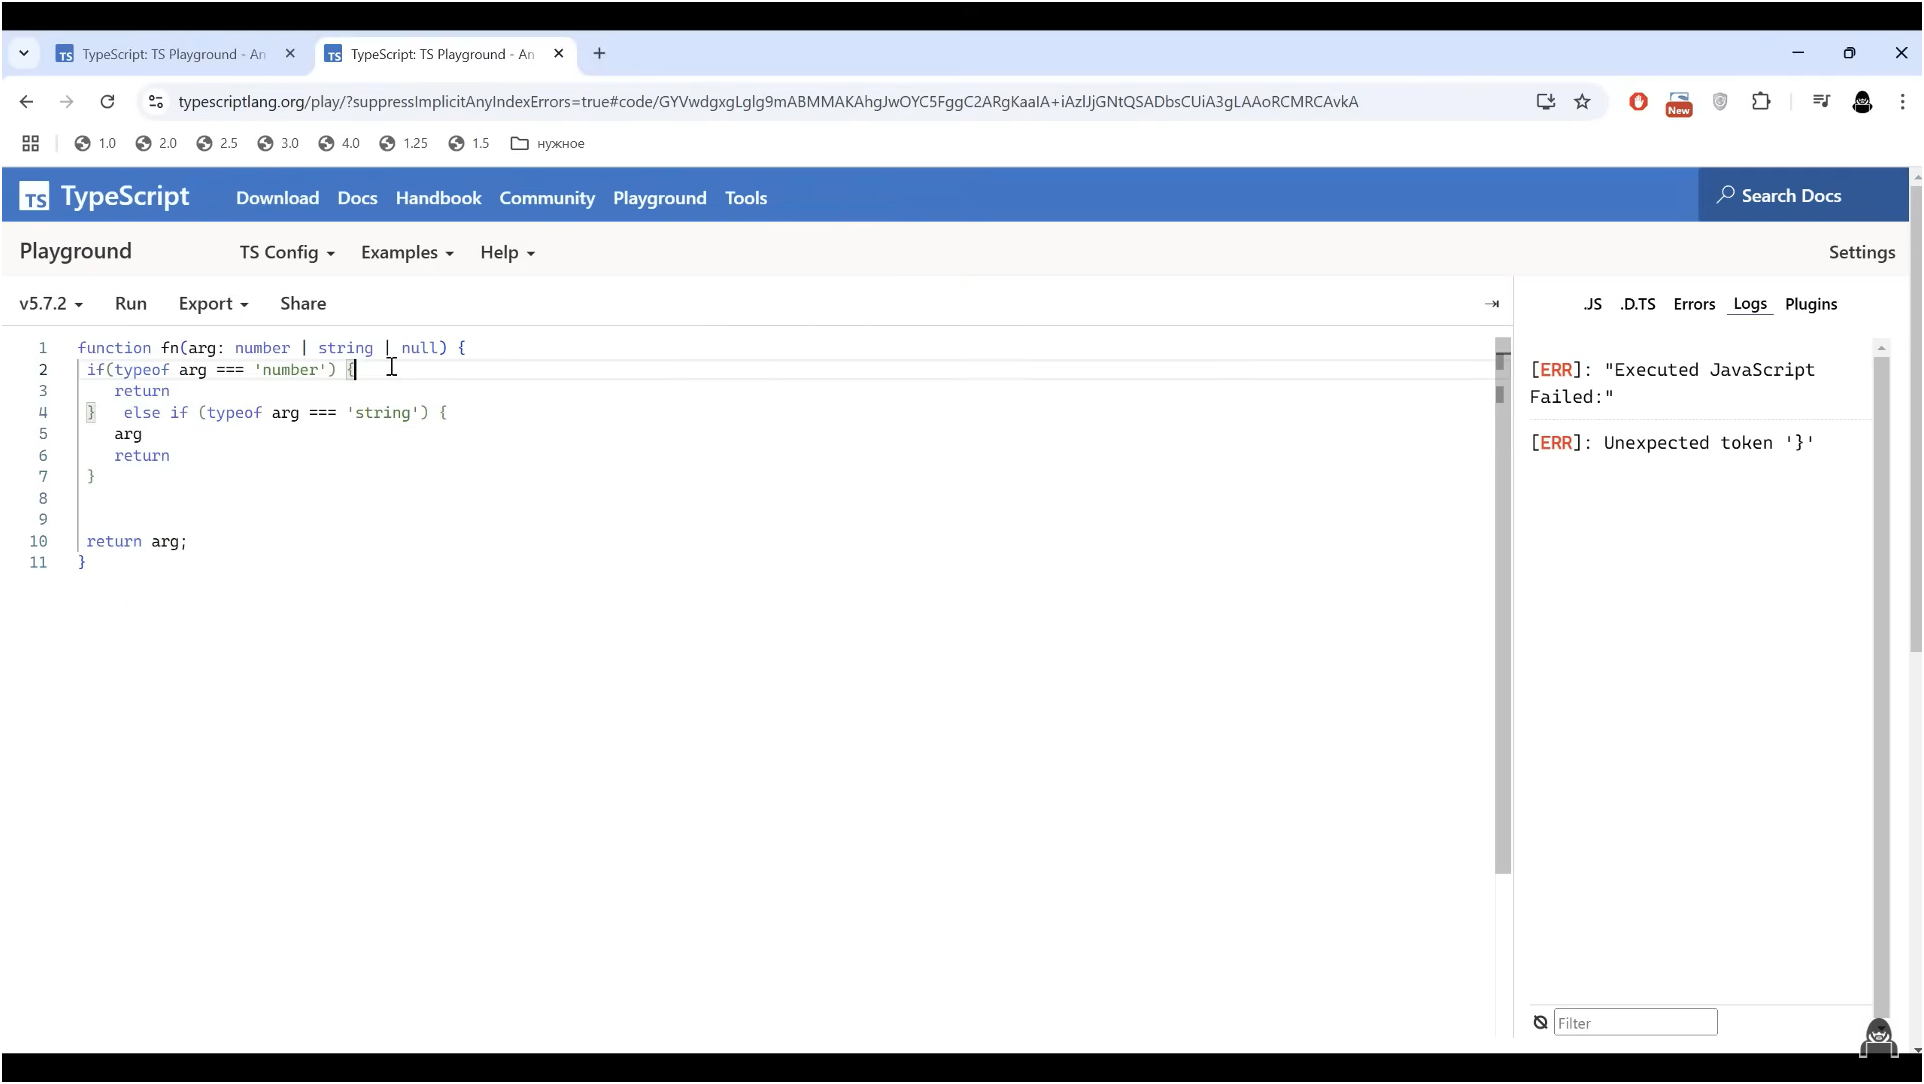 TypeScript: TS Playground - An
TypeScript: TS Playground - An
typescriptlang.org/play/?suppressImplicitAnyIndexErrors=true#code/GYVwdgxgLglg9mABMMAKAhgJwOYC5FggC2ARgKaaIA+iAzlJjGNtQSADbsCUiA3gLAAoRCMRCAvkA
New
1.0
2.0
2.5
3.0
4.0
1.25
1.5
нужное
TS TypeScript
Download
Docs
Handbook
Community
Playground
Tools
Search Docs
Playground
TS Config
Examples
Help
Settings
v5.7.2
Run
Export
Share
.JS
.D.TS
Errors
Logs
Plugins
1 function fn(arg: number | string | null) {
2 if(typeof arg === 'number') {
3 return
4 } else if (typeof arg === 'string') {
5 arg
6 return
7 }
8
9
10 return arg;
11 }
[ERR]: "Executed JavaScript
Failed:"
[ERR]: Unexpected token '}'
Filter